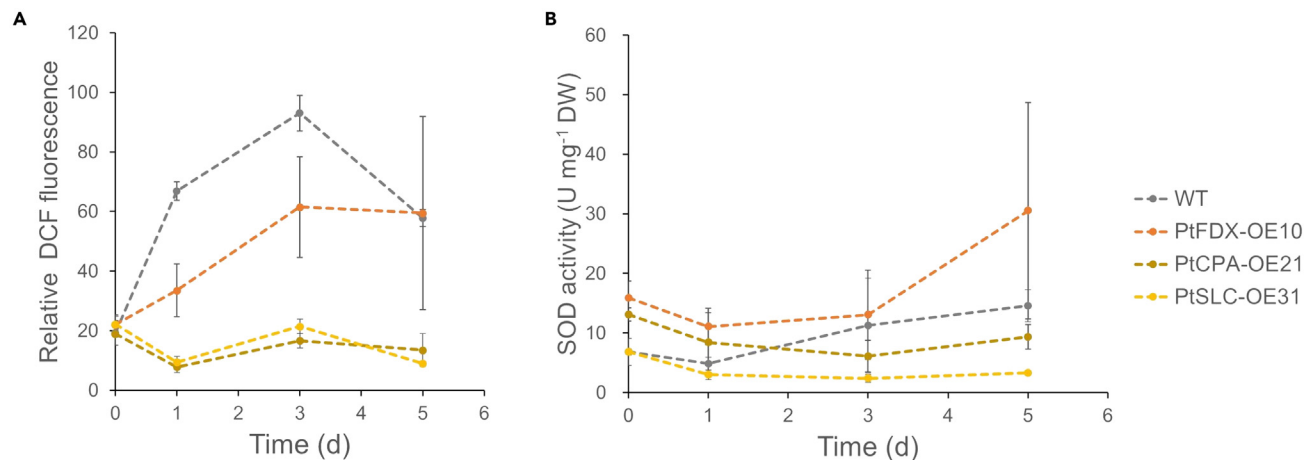 A
Relative DCF fluorescence
120
100
80
60
40
20
0
0 1 2 3 4 5 6
Time (d)
B
SOD activity (U mg-1 DW)
60
50
40
30
20
10
0
0 1 2 3 4 5 6
Time (d)
WT
PtFDX-OE10
PtCPA-OE21
PtSLC-OE31